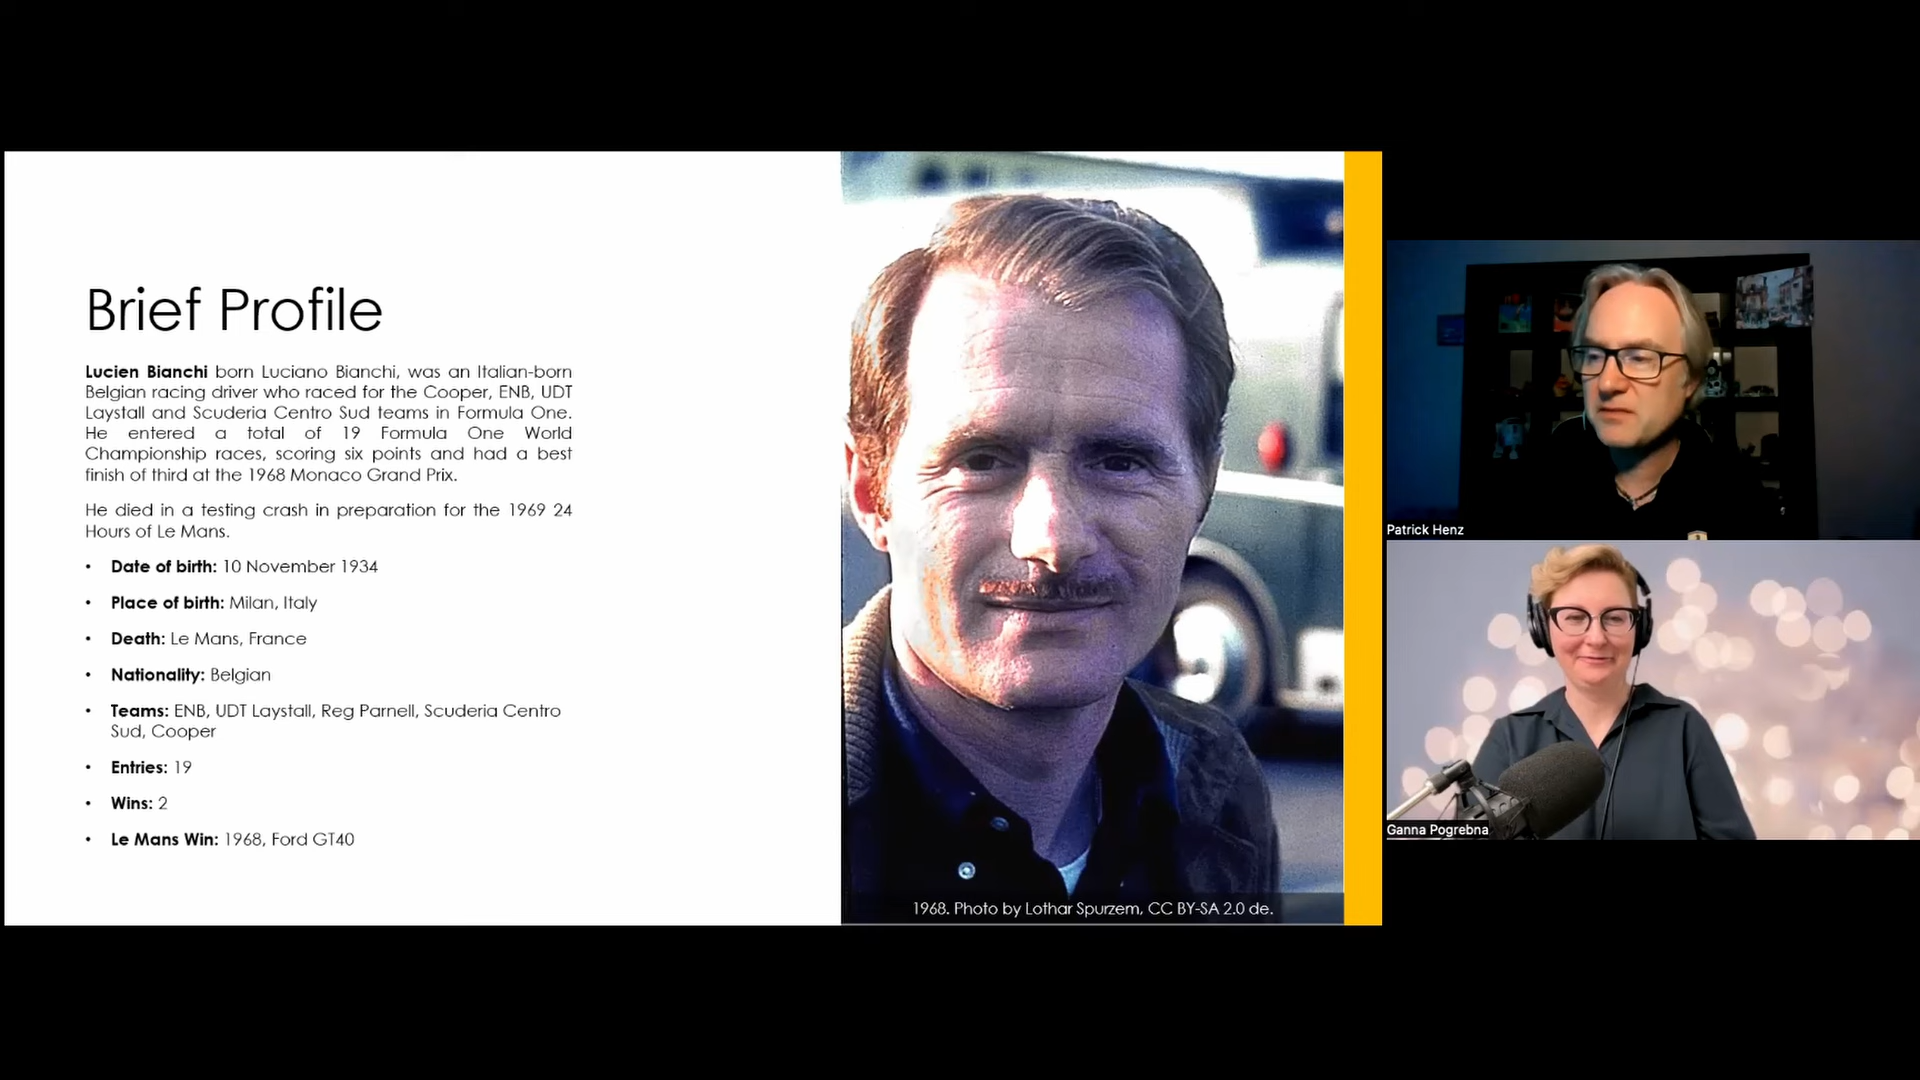 Brief Profile
Lucien Bianchi born Luciano Bianchi, was an Italian-born
Belgian racing driver who raced for the Cooper, ENB, UDT
Laystall and Scuderia Centro Sud teams in Formula One.
He entered a total of 19 Formula One World
Championship races, scoring six points and had a best
finish of third at the 1968 Monaco Grand Prix.
He died in a testing crash in preparation for the 1969 24
Hours of Le Mans.
• Date of birth: 10 November 1934
• Place of birth: Milan, Italy
• Death: Le Mans, France
• Nationality: Belgian
• Teams: ENB, UDT Laystall, Reg Parnell, Scuderia Centro
Sud, Cooper
• Entries: 19
• Wins: 2
• Le Mans Win: 1968, Ford GT40
1968. Photo by Lothar Spurzem, CC BY-SA 2.0 de.
Patrick Henz
Ganna Pogrebna